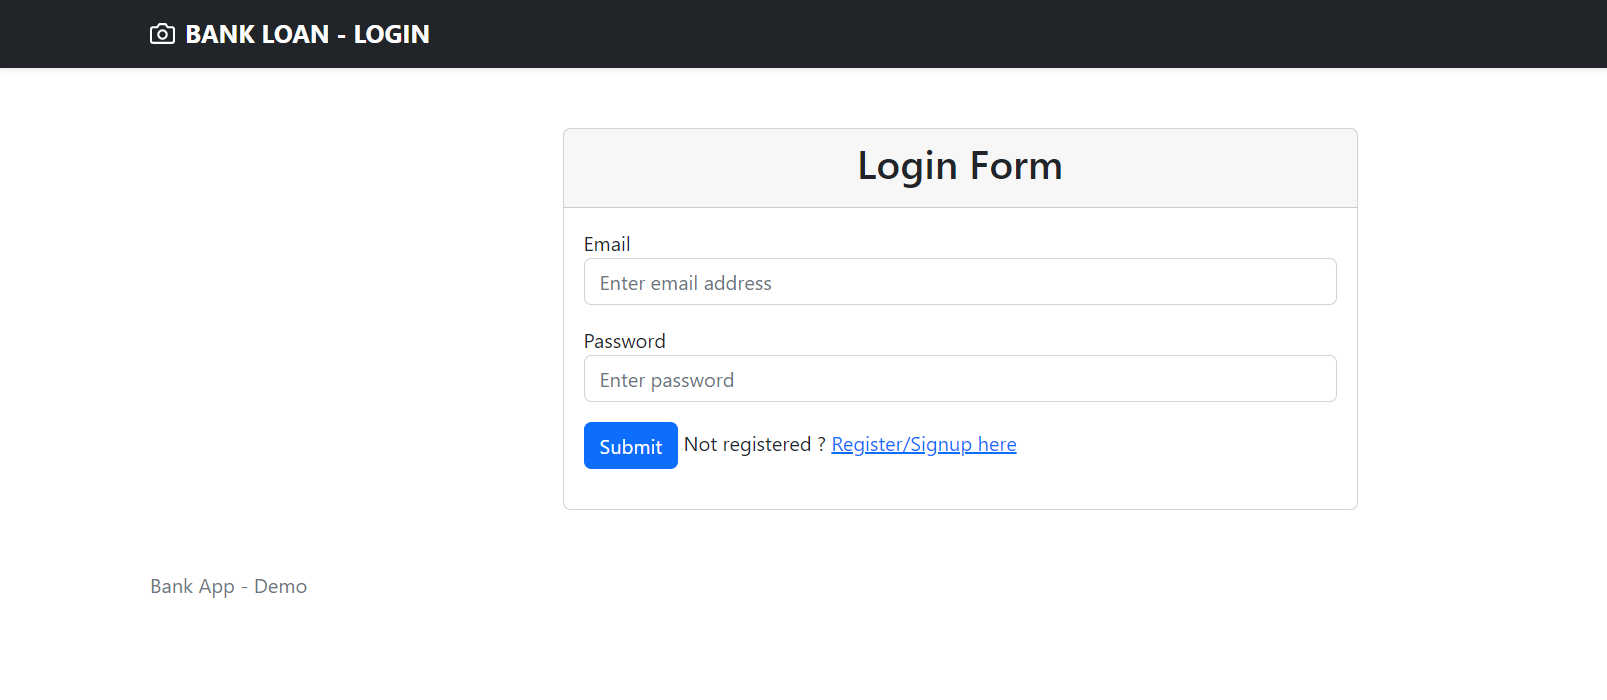 BANK LOAN - LOGIN
Login Form
Email
Enter email address
Password
Enter password
Submit Not registered ? Register/Signup here
Bank App - Demo